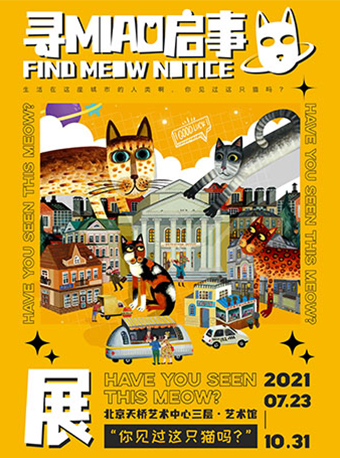 寻MIAO启事
FIND MEOW NOTICE
生活在这座城市的人类啊，你见过这只猫吗？
HAVE YOU SEEN THIS MEOW?
HAVE YOU SEEN THIS MEOW?
GOOD LUCK
展
HAVE YOU SEEN
THIS MEOW?
北京天桥艺术中心三层·艺术馆
“你见过这只猫吗？”
2021
07.23
10.31